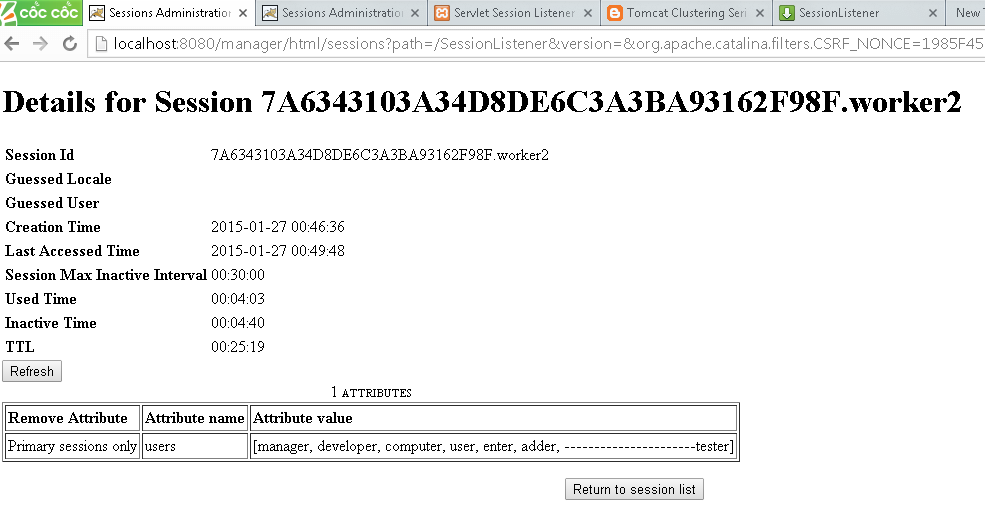 CỐC CỐC
Sessions Administration
Sessions Administration
Servlet Session Listener
Tomcat Clustering Seri
SessionListener
New T
localhost:8080/manager/html/sessions?path=/SessionListener&version=&org.apache.catalina.filters.CSRF_NONCE=1985F45
Details for Session 7A6343103A34D8DE6C3A3BA93162F98F.worker2
Session Id 7A6343103A34D8DE6C3A3BA93162F98F.worker2
Guessed Locale
Guessed User
Creation Time 2015-01-27 00:46:36
Last Accessed Time 2015-01-27 00:49:48
Session Max Inactive Interval 00:30:00
Used Time 00:04:03
Inactive Time 00:04:40
TTL 00:25:19
Refresh
1 ATTRIBUTES
Remove Attribute Attribute name Attribute value
Primary sessions only users [manager, developer, computer, user, enter, adder, ----------------------tester]
Return to session list